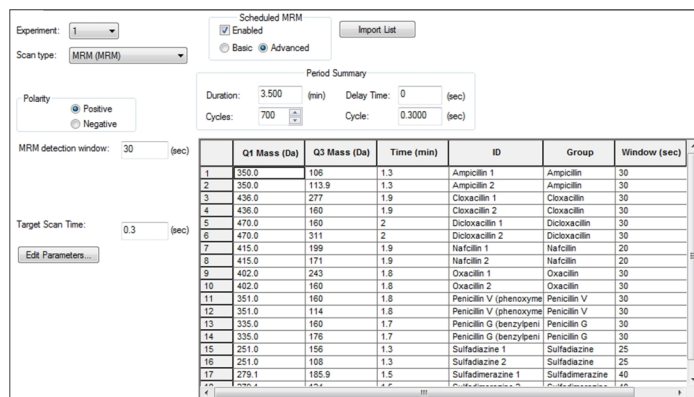 Scheduled MRM
Experiment: 1
Enabled
Import List
Basic Advanced
Scan type: MRM (MRM)
Period Summary
Duration: 3.500 (min) Delay Time: 0 (sec)
Cycles: 700 Cycle: 0.3000 (sec)
Polarity
Positive
Negative
MRM detection window: 30 (sec)
Target Scan Time: 0.3 (sec)
Edit Parameters...
Q1 Mass (Da) Q3 Mass (Da) Time (min) ID Group Window (sec)
1 350.0 106 1.3 Ampicillin 1 Ampicillin 30
2 350.0 113.9 1.3 Ampicillin 2 Ampicillin 30
3 436.0 277 1.9 Cloxacillin 1 Cloxacillin 30
4 436.0 160 1.9 Cloxacillin 2 Cloxacillin 30
5 470.0 160 2 Dicloxacillin 1 Dicloxacillin 30
6 470.0 311 2 Dicloxacillin 2 Dicloxacillin 30
7 415.0 199 1.9 Nafcillin 1 Nafcillin 20
8 415.0 171 1.9 Nafcillin 2 Nafcillin 20
9 402.0 243 1.8 Oxacillin 1 Oxacillin 30
10 402.0 160 1.8 Oxacillin 2 Oxacillin 30
11 351.0 160 1.8 Penicillin V (phenoxyme Penicillin V 30
12 351.0 114 1.8 Penicillin V (phenoxyme Penicillin V 30
13 335.0 160 1.7 Penicillin G (benzylpeni Penicillin G 30
14 335.0 176 1.7 Penicillin G (benzylpeni Penicillin G 30
15 251.0 156 1.3 Sulfadiazine 1 Sulfadiazine 25
16 251.0 108 1.3 Sulfadiazine 2 Sulfadiazine 25
17 279.1 185.9 1.5 Sulfadimerazine 1 Sulfadimerazine 40